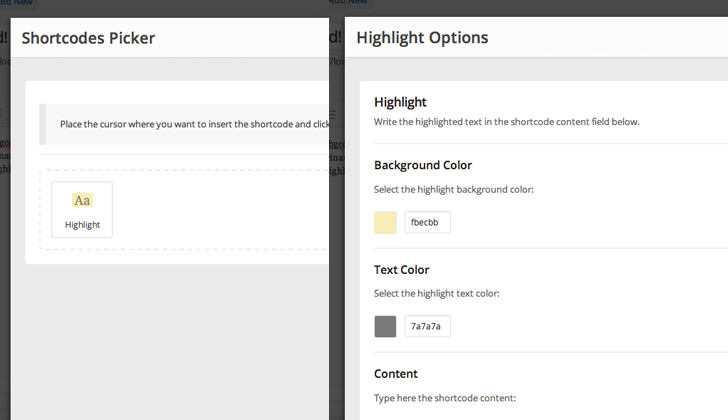 Add New
Shortcodes Picker
Place the cursor where you want to insert the shortcode and click
Aa
Highlight
Highlight Options
Highlight
Write the highlighted text in the shortcode content field below.
Background Color
Select the highlight background color:
fbecbb
Text Color
Select the highlight text color:
7a7a7a
Content
Type here the shortcode content: